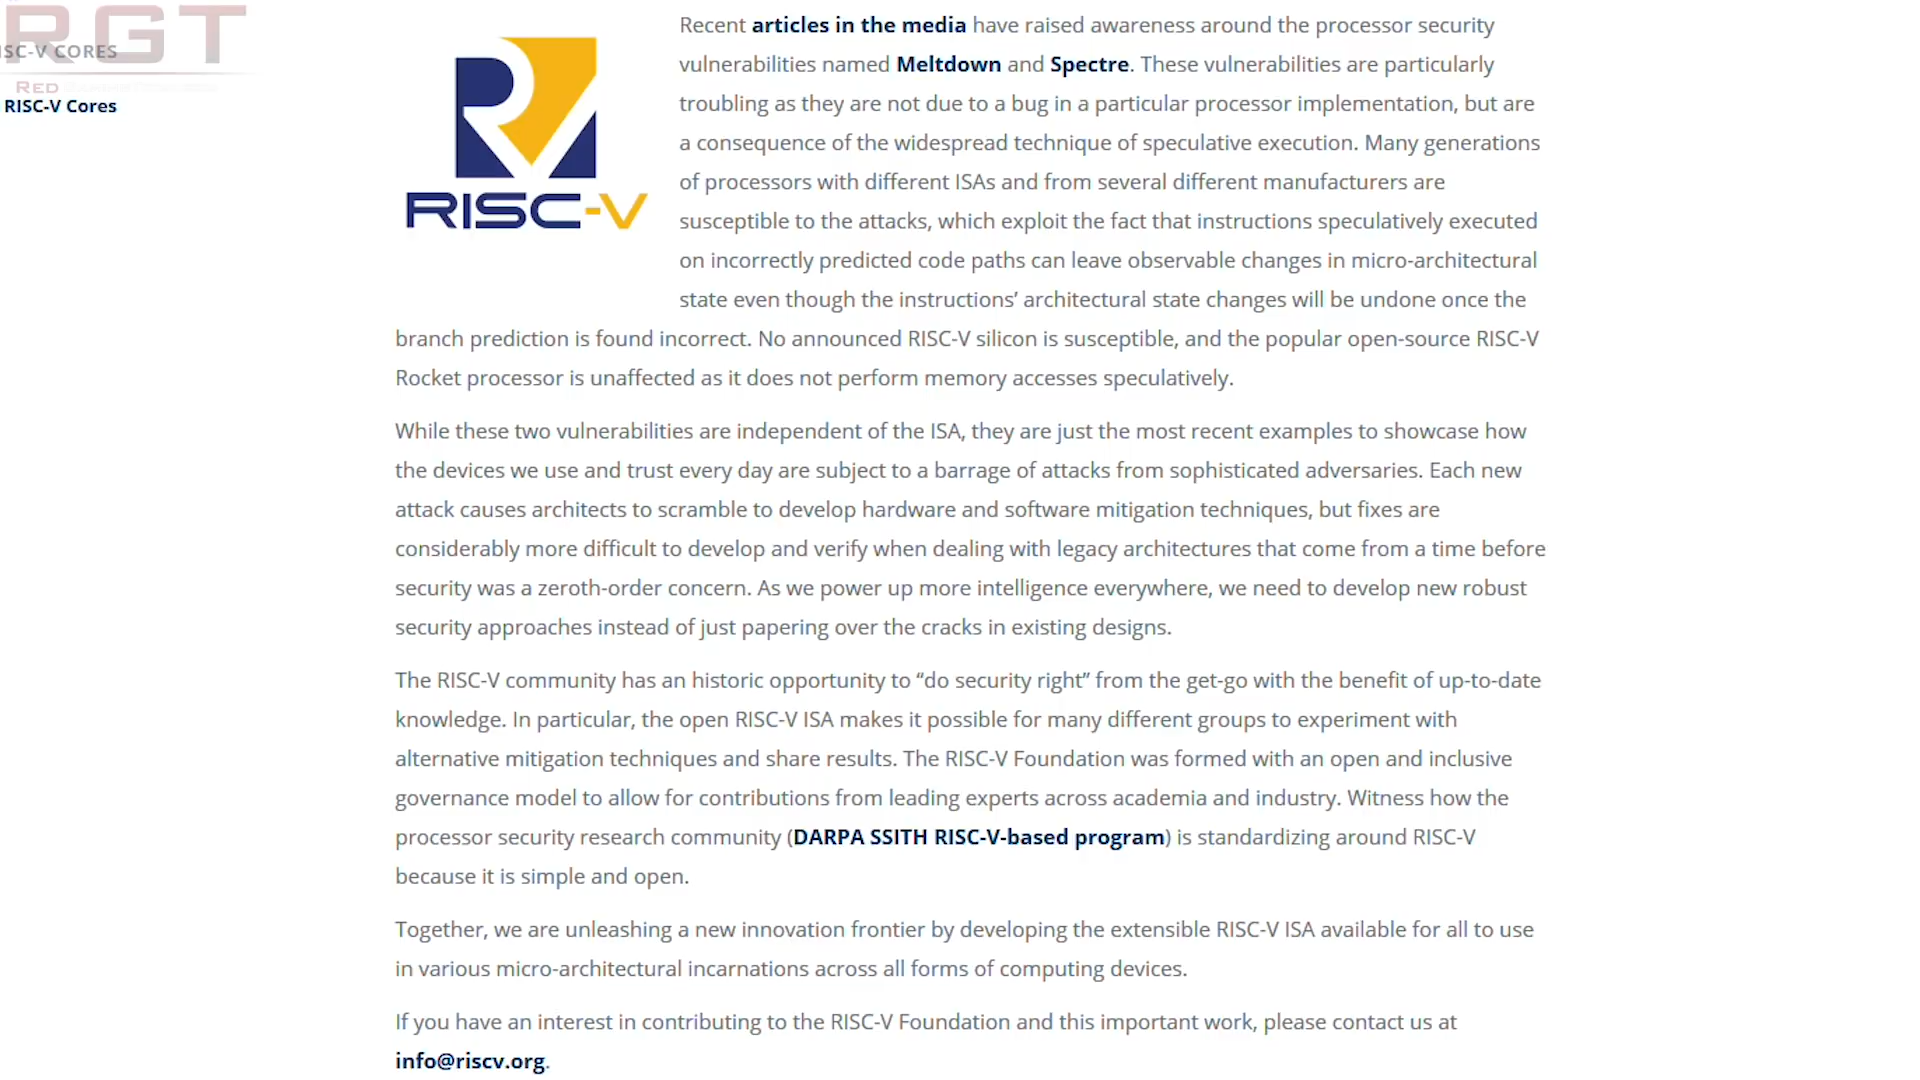 RGT
ISC-V CORES
RED
RISC-V Cores
RISC-V
Recent articles in the media have raised awareness around the processor security
vulnerabilities named Meltdown and Spectre. These vulnerabilities are particularly
troubling as they are not due to a bug in a particular processor implementation, but are
a consequence of the widespread technique of speculative execution. Many generations
of processors with different ISAs and from several different manufacturers are
susceptible to the attacks, which exploit the fact that instructions speculatively executed
on incorrectly predicted code paths can leave observable changes in micro-architectural
state even though the instructions’ architectural state changes will be undone once the
branch prediction is found incorrect. No announced RISC-V silicon is susceptible, and the popular open-source RISC-V
Rocket processor is unaffected as it does not perform memory accesses speculatively.
While these two vulnerabilities are independent of the ISA, they are just the most recent examples to showcase how
the devices we use and trust every day are subject to a barrage of attacks from sophisticated adversaries. Each new
attack causes architects to scramble to develop hardware and software mitigation techniques, but fixes are
considerably more difficult to develop and verify when dealing with legacy architectures that come from a time before
security was a zeroth-order concern. As we power up more intelligence everywhere, we need to develop new robust
security approaches instead of just papering over the cracks in existing designs.
The RISC-V community has an historic opportunity to “do security right” from the get-go with the benefit of up-to-date
knowledge. In particular, the open RISC-V ISA makes it possible for many different groups to experiment with
alternative mitigation techniques and share results. The RISC-V Foundation was formed with an open and inclusive
governance model to allow for contributions from leading experts across academia and industry. Witness how the
processor security research community (DARPA SSITH RISC-V-based program) is standardizing around RISC-V
because it is simple and open.
Together, we are unleashing a new innovation frontier by developing the extensible RISC-V ISA available for all to use
in various micro-architectural incarnations across all forms of computing devices.
If you have an interest in contributing to the RISC-V Foundation and this important work, please contact us at
info@riscv.org.